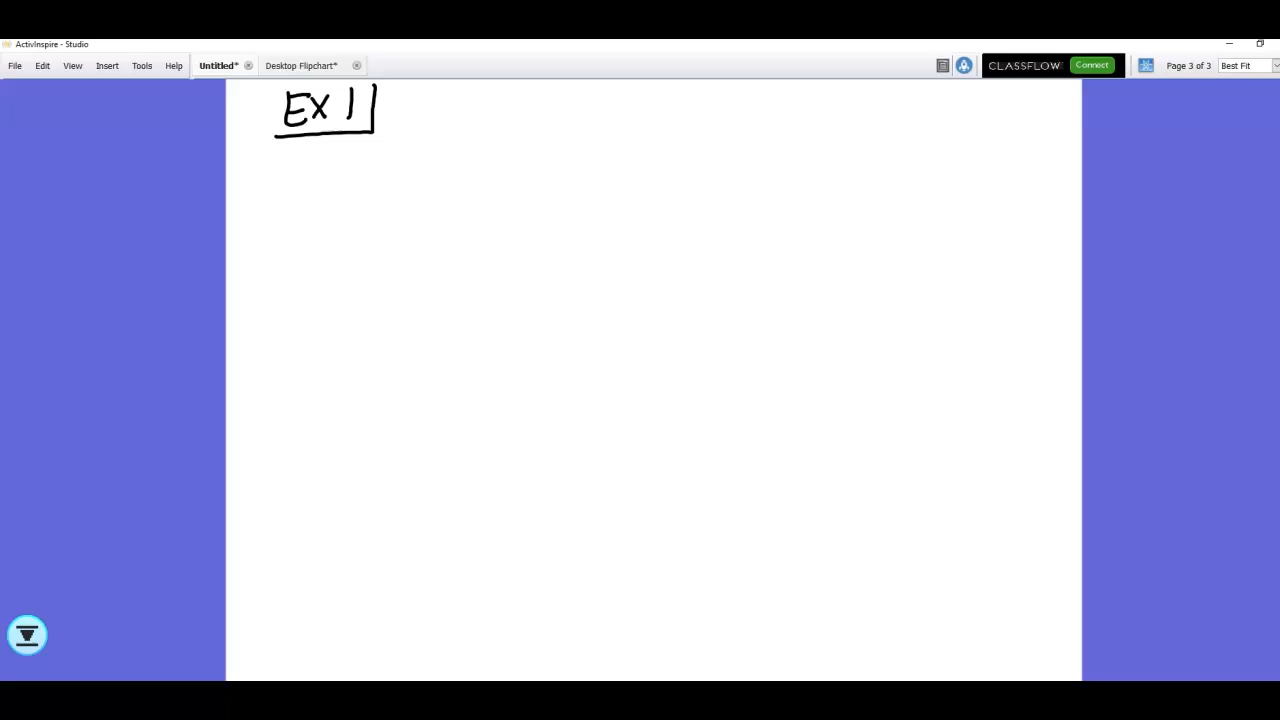 ActivInspire - Studio
File Edit View Insert Tools Help Untitled* Desktop Flipchart* CLASSFLOW Connect Page 3 of 3 Best Fit
EX 1